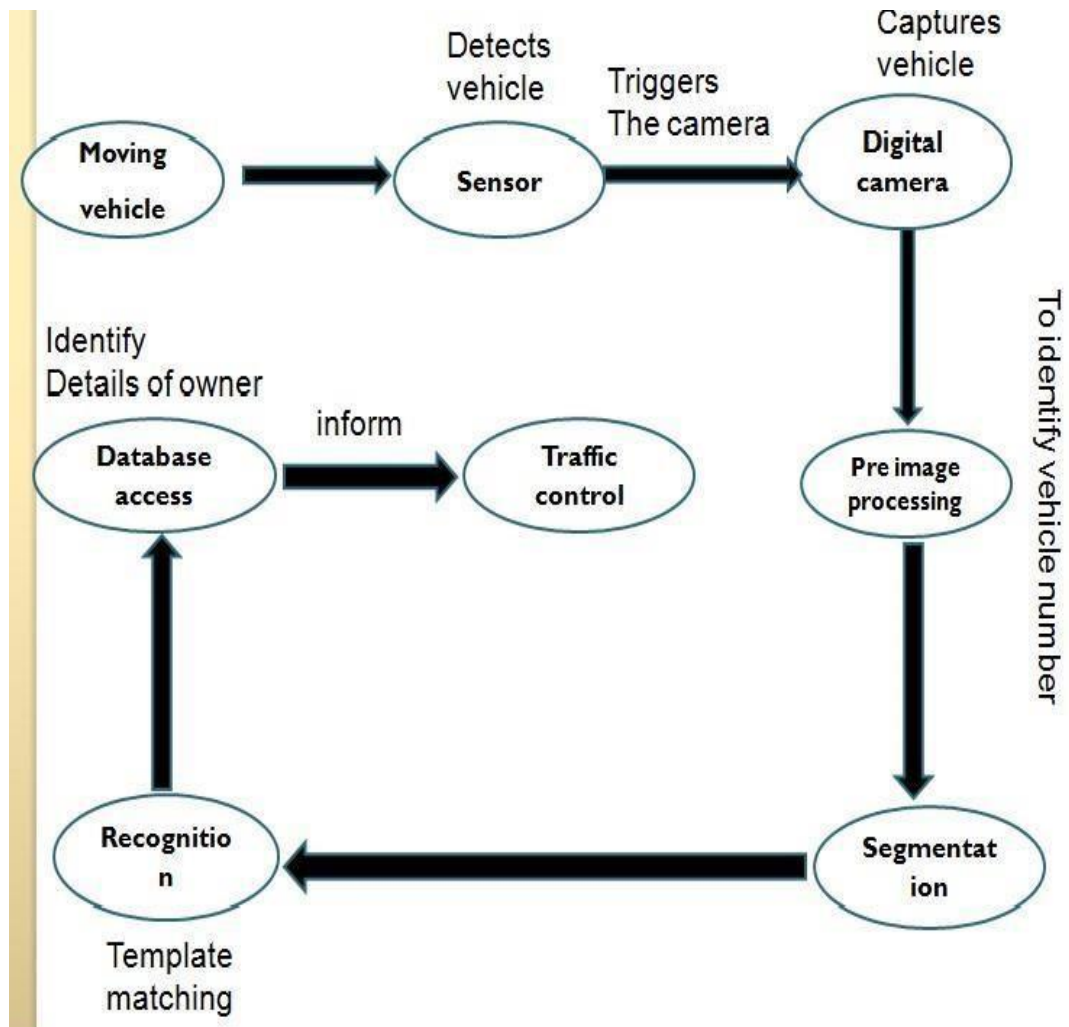 Detects
vehicle
Triggers
The camera
Captures
vehicle
Moving
vehicle
Sensor
Digital
camera
To identify vehicle number
Identify
Details of owner
inform
Database
access
Traffic
control
Pre image
processing
Recognitio
n
Segmentat
ion
Template
matching